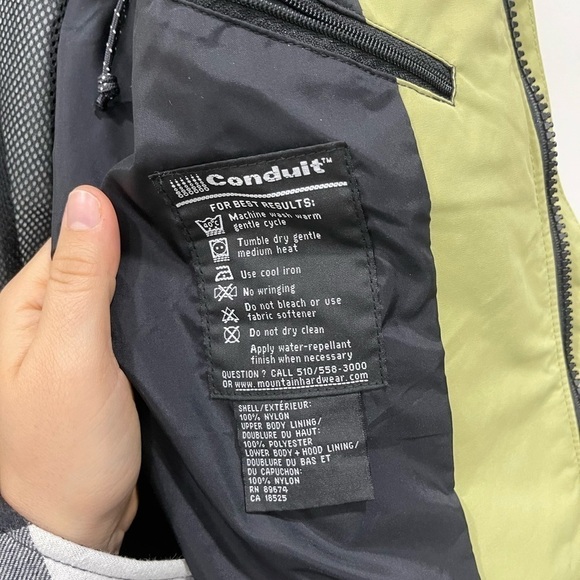 Conduit™
FOR BEST RESULTS:
40°C Machine wash warm
gentle cycle
Tumble dry gentle
medium heat
Use cool iron
No wringing
Do not bleach or use
fabric softener
Do not dry clean
Apply water-repellant
finish when necessary
QUESTION ? CALL 510/558-3000
OR www.mountainhardwear.com
SHELL/EXTÉRIEUR:
100% NYLON
UPPER BODY LINING/
DOUBLURE DU HAUT:
100% POLYESTER
LOWER BODY + HOOD LINING/
DOUBLURE DU BAS ET
DU CAPUCHON:
100% NYLON
RN 89674
CA 18525